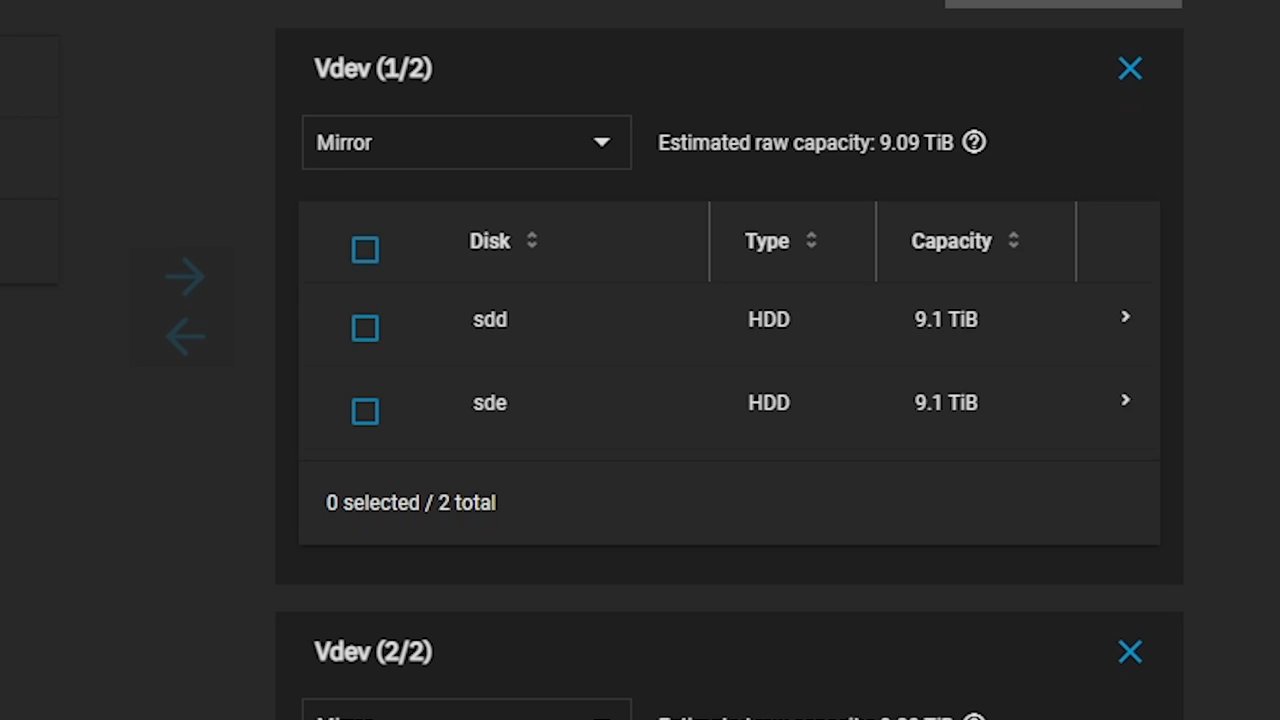 Vdev (1/2)
Mirror
Estimated raw capacity: 9.09 TiB
Disk Type Capacity
sdd HDD 9.1 TiB
sde HDD 9.1 TiB
0 selected / 2 total
Vdev (2/2)